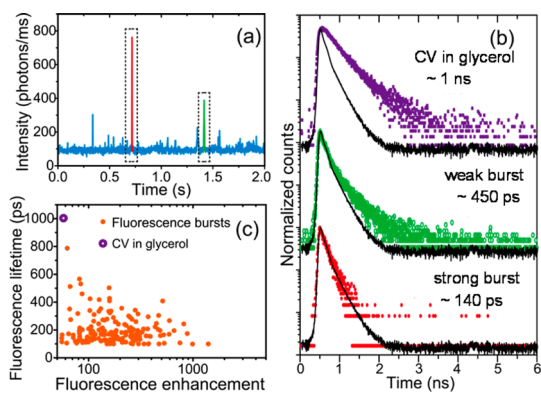 (a)
Intensity (photons/ms)
800
600
400
200
0.0 0.5 1.0 1.5 2.0
Time (s)
(b)
CV in glycerol
~ 1 ns
weak burst
~ 450 ps
strong burst
~ 140 ps
Normalized counts
0 1 2 3 4 5 6
Time (ns)
(c)
Fluorescence lifetime (ps)
1000
800
600
400
200
0
Fluorescence bursts
CV in glycerol
100 1000
Fluorescence enhancement